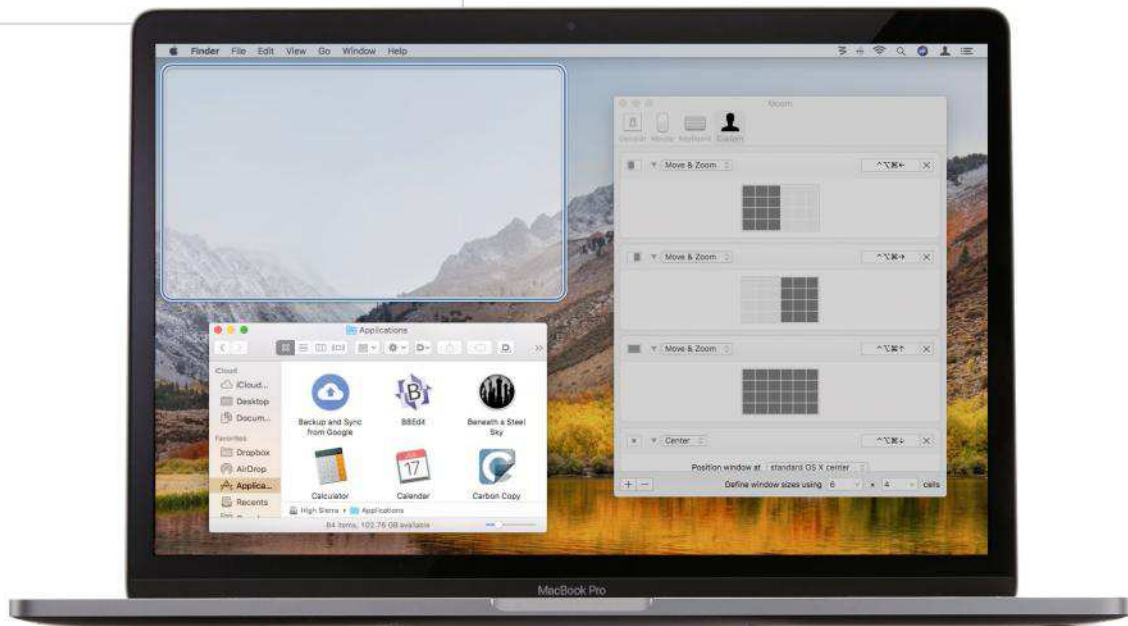 Finder File Edit View Go Window Help
Moom
General Mouse Keyboard Custom
Move & Zoom ^⌥⌘←
Move & Zoom ^⌥⌘→
Move & Zoom ^⌥⌘↑
Center ^⌥⌘↓
Position window at standard OS X center
Define window sizes using 6 x 4 cells
Applications
iCloud
iCloud...
Desktop
Docum...
Favorites
Dropbox
AirDrop
Applica...
Recents
Backup and Sync
from Google
BBEdit
Beneath a Steel
Sky
Calculator
17
Calendar
Carbon Copy
High Sierra Applications
84 items, 102.76 GB available
MacBook Pro